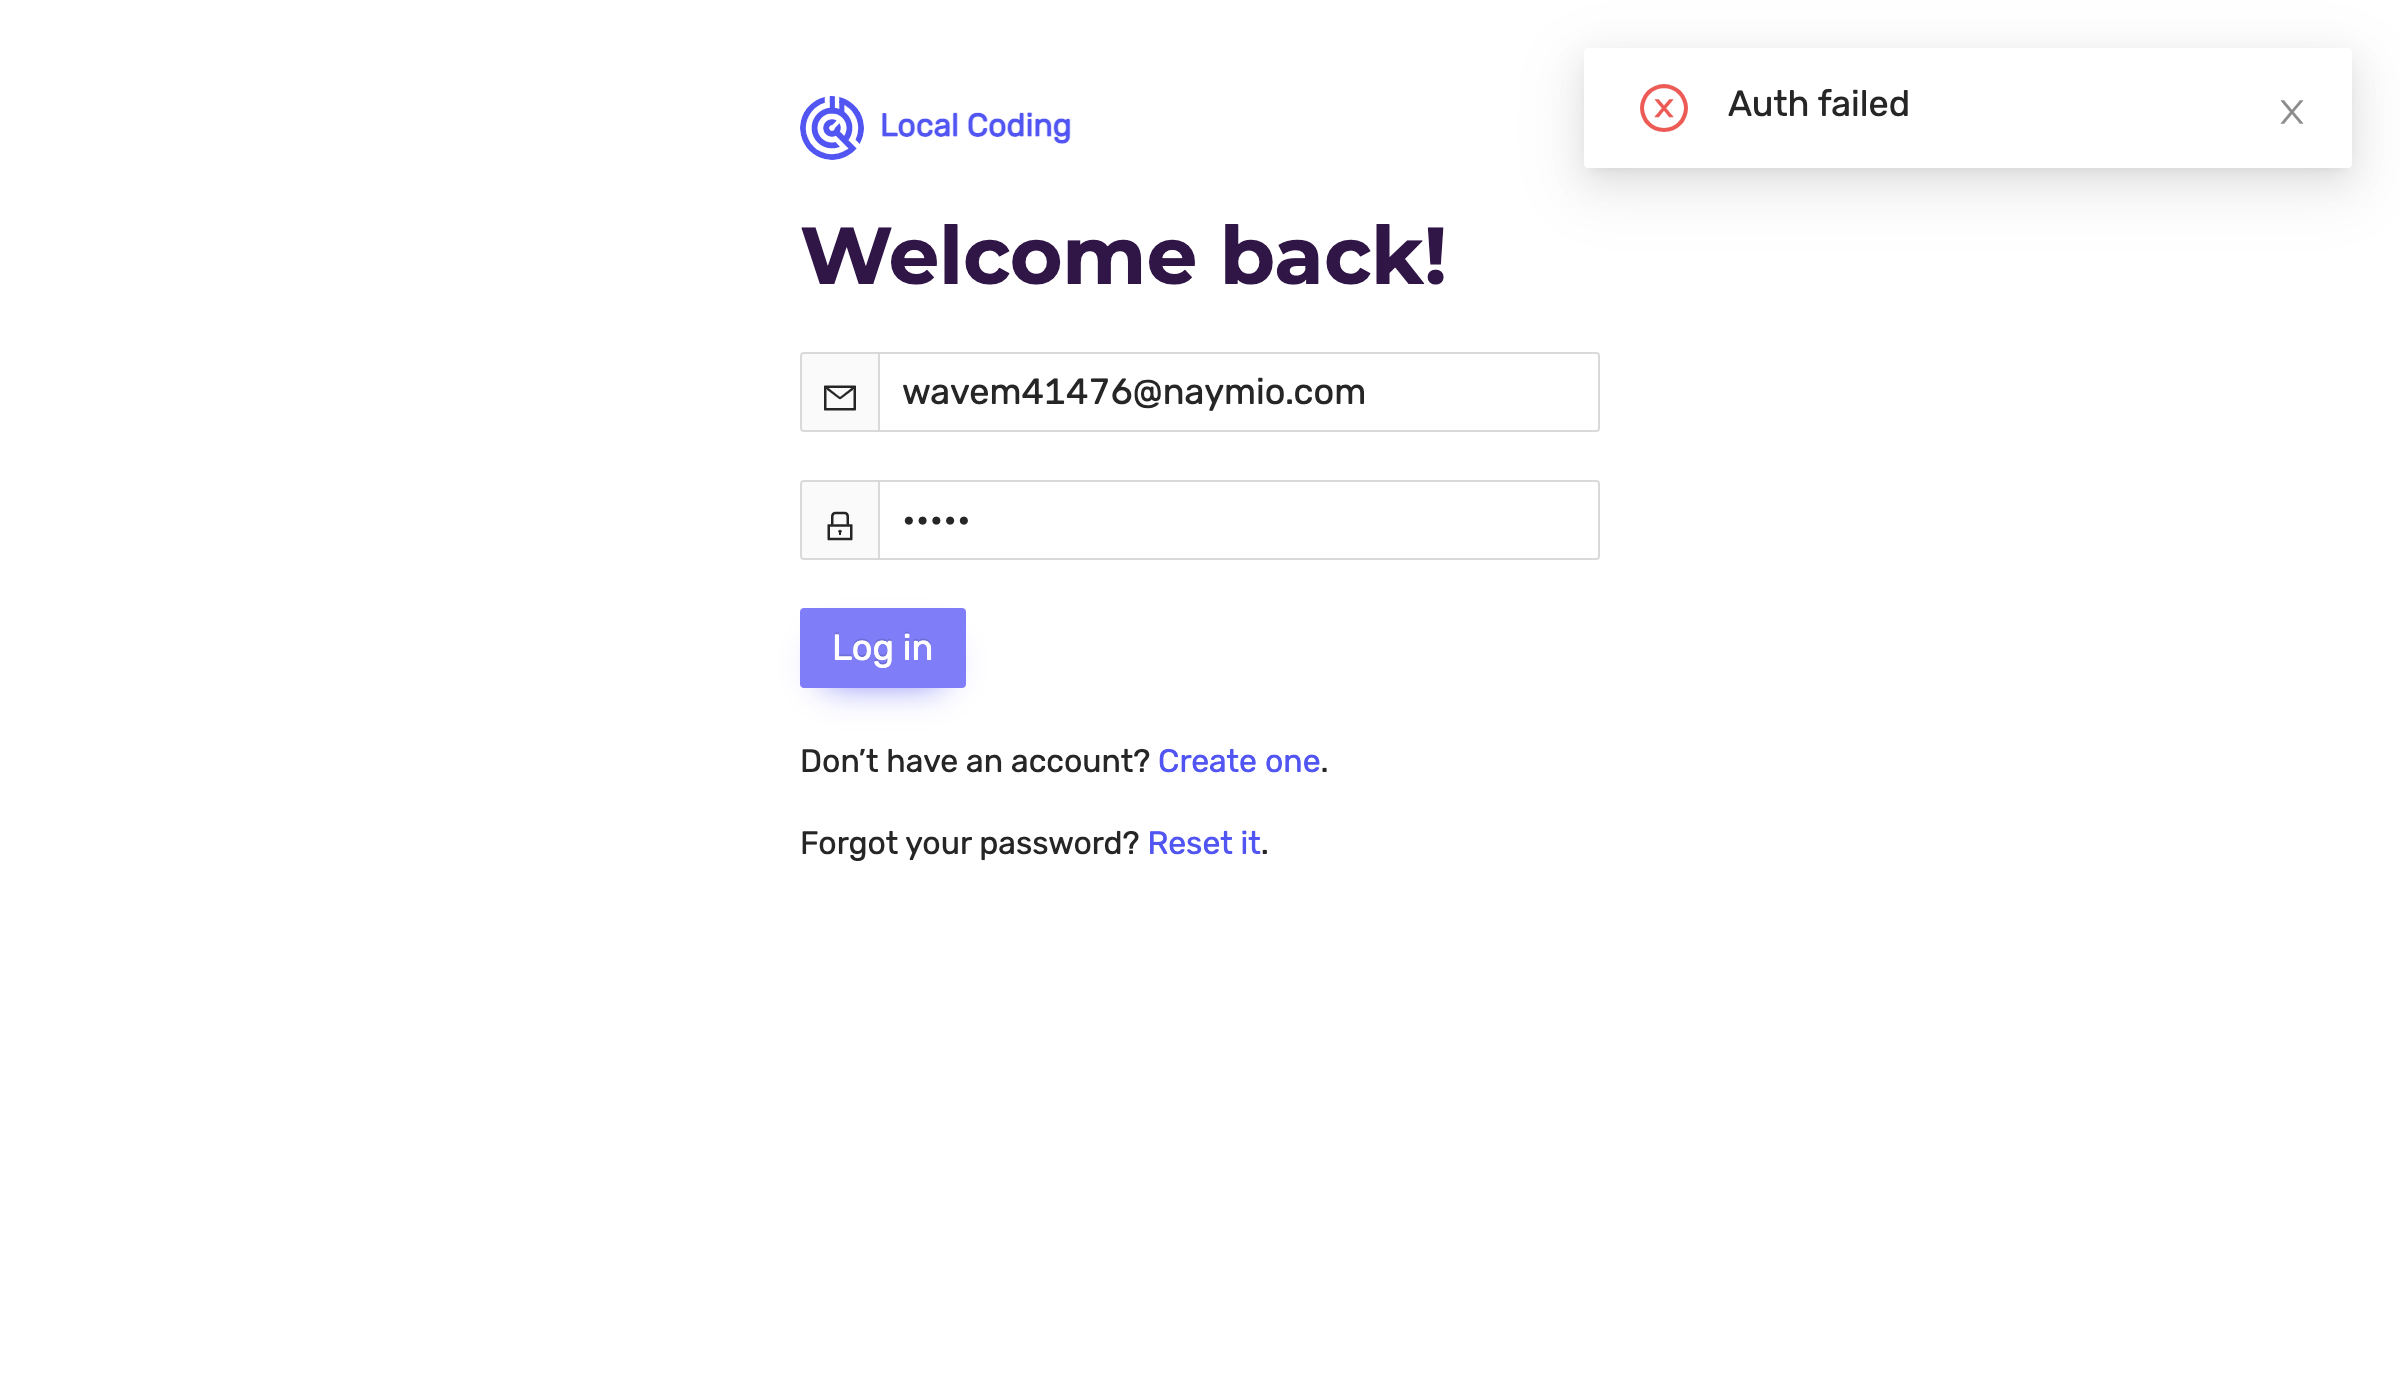 Local Coding
Auth failed
Welcome back!
wavem41476@naymio.com
•••••
Log in
Don’t have an account? Create one.
Forgot your password? Reset it.